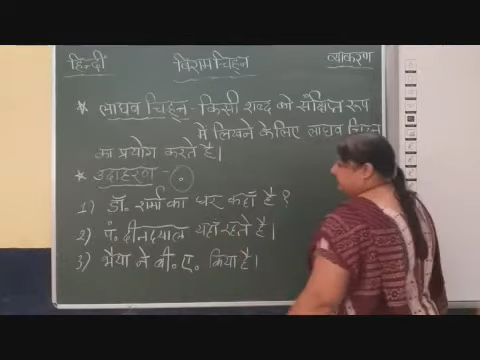 हिन्दी विराम चिह्न व्याकरण
* लाघव चिह्न - किसी शब्द को संक्षिप्त रूप
में लिखने के लिए लाघव चिह्न
का प्रयोग करते है।
* उदाहरण - (०)
1) डॉ. शर्मा का घर कहाँ है ?
2) पं. दीनदयाल यहाँ रहते है।
3) भैया ने बी. ए. किया है।